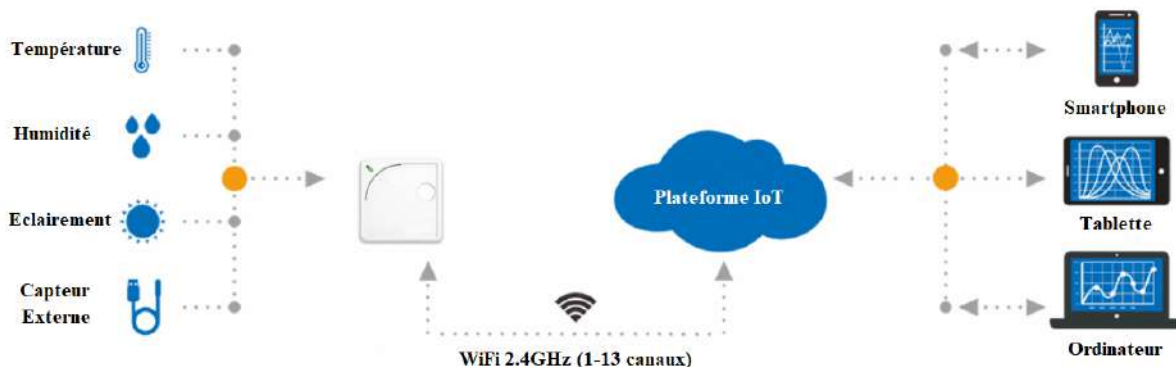 Température
Humidité
Eclairement
Capteur
Externe
WiFi 2.4GHz (1-13 canaux)
Plateforme IoT
Smartphone
Tablette
Ordinateur